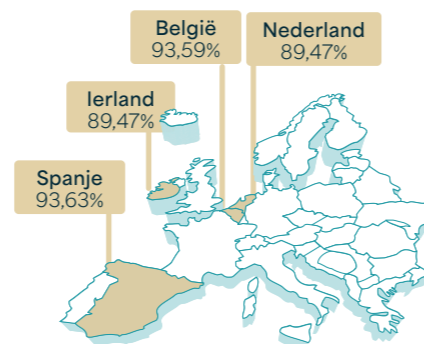 België
93,59%
Nederland
89,47%
Ierland
89,47%
Spanje
93,63%